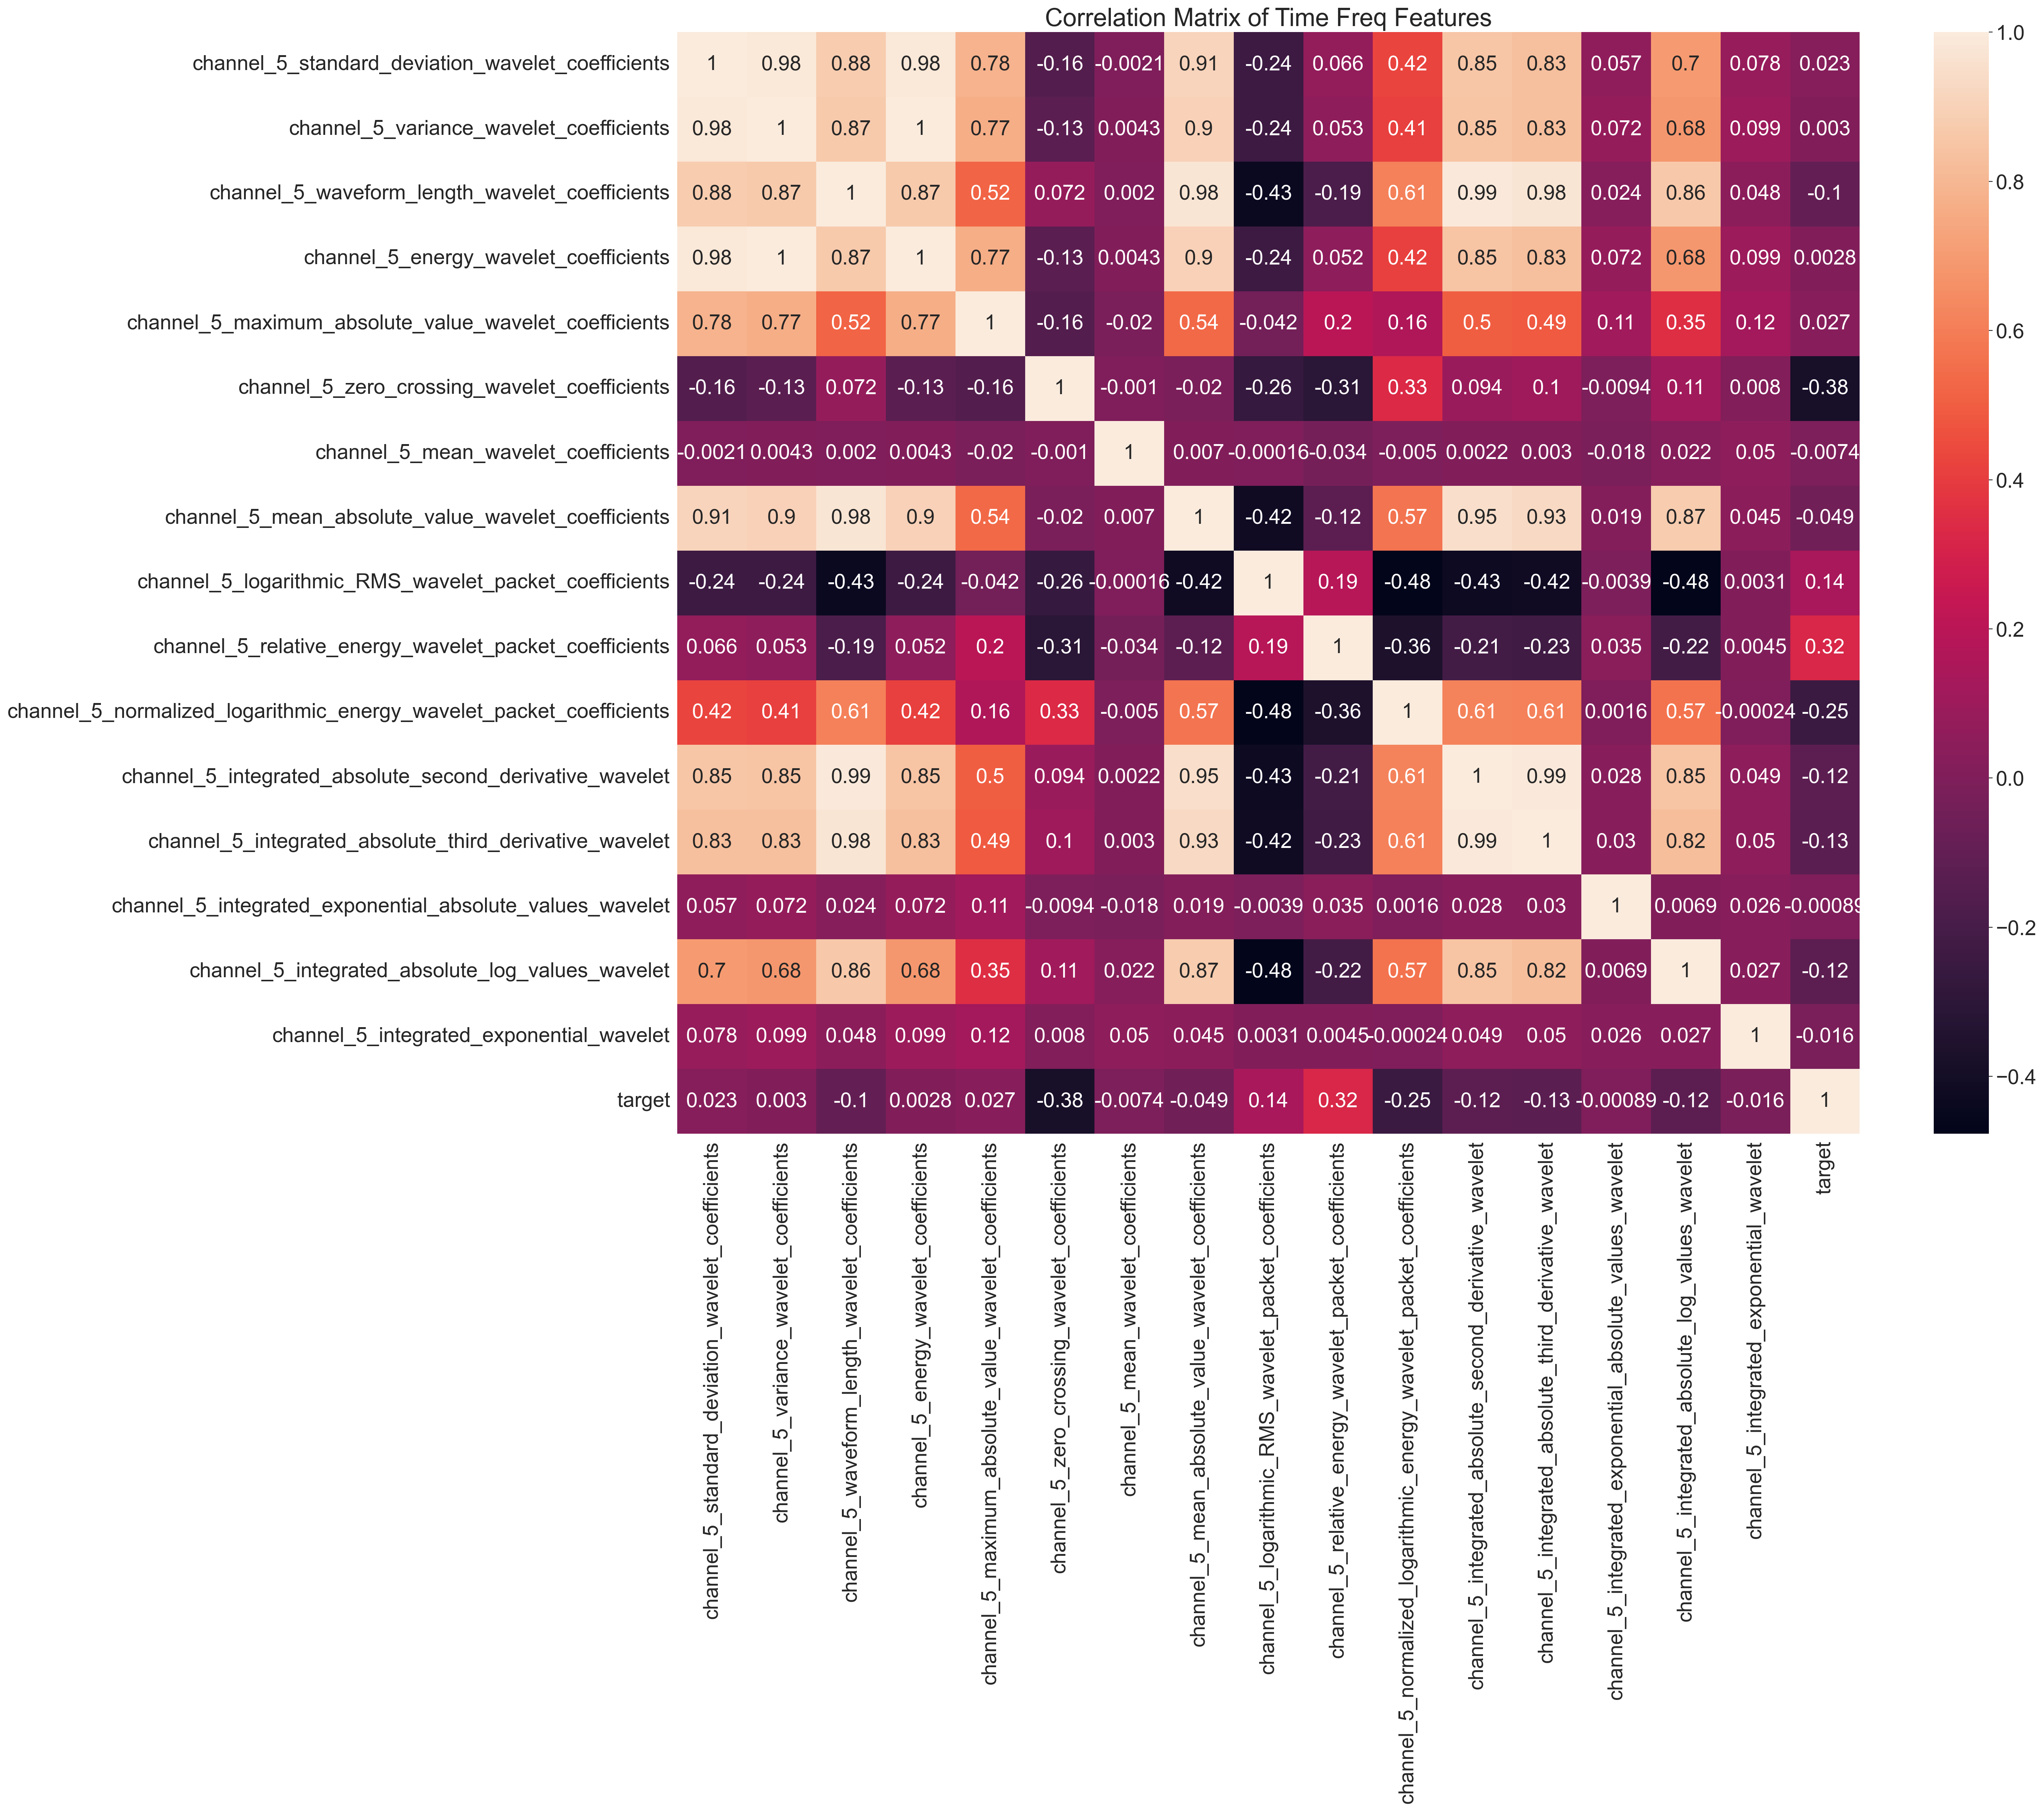 Correlation Matrix of Time Freq Features
channel_5_standard_deviation_wavelet_coefficients 1 0.98 0.88 0.98 0.78 -0.16 -0.0021 0.91 -0.24 0.066 0.42 0.85 0.83 0.057 0.7 0.078 0.023
channel_5_variance_wavelet_coefficients 0.98 1 0.87 1 0.77 -0.13 0.0043 0.9 -0.24 0.053 0.41 0.85 0.83 0.072 0.68 0.099 0.003
channel_5_waveform_length_wavelet_coefficients 0.88 0.87 1 0.87 0.52 0.072 0.002 0.98 -0.43 -0.19 0.61 0.99 0.98 0.024 0.86 0.048 -0.1
channel_5_energy_wavelet_coefficients 0.98 1 0.87 1 0.77 -0.13 0.0043 0.9 -0.24 0.052 0.42 0.85 0.83 0.072 0.68 0.099 0.0028
channel_5_maximum_absolute_value_wavelet_coefficients 0.78 0.77 0.52 0.77 1 -0.16 -0.02 0.54 -0.042 0.2 0.16 0.5 0.49 0.11 0.35 0.12 0.027
channel_5_zero_crossing_wavelet_coefficients -0.16 -0.13 0.072 -0.13 -0.16 1 -0.001 -0.02 -0.26 -0.31 0.33 0.094 0.1 -0.0094 0.11 0.008 -0.38
channel_5_mean_wavelet_coefficients -0.0021 0.0043 0.002 0.0043 -0.02 -0.001 1 0.007 -0.00016 -0.034 -0.005 0.0022 0.003 -0.018 0.022 0.05 -0.0074
channel_5_mean_absolute_value_wavelet_coefficients 0.91 0.9 0.98 0.9 0.54 -0.02 0.007 1 -0.42 -0.12 0.57 0.95 0.93 0.019 0.87 0.045 -0.049
channel_5_logarithmic_RMS_wavelet_packet_coefficients -0.24 -0.24 -0.43 -0.24 -0.042 -0.26 -0.00016 -0.42 1 0.19 -0.48 -0.43 -0.42 -0.0039 -0.48 0.0031 0.14
channel_5_relative_energy_wavelet_packet_coefficients 0.066 0.053 -0.19 0.052 0.2 -0.31 -0.034 -0.12 0.19 1 -0.36 -0.21 -0.23 0.035 -0.22 0.0045 0.32
channel_5_normalized_logarithmic_energy_wavelet_packet_coefficients 0.42 0.41 0.61 0.42 0.16 0.33 -0.005 0.57 -0.48 -0.36 1 0.61 0.61 0.0016 0.57 -0.00024 -0.25
channel_5_integrated_absolute_second_derivative_wavelet 0.85 0.85 0.99 0.85 0.5 0.094 0.0022 0.95 -0.43 -0.21 0.61 1 0.99 0.028 0.85 0.049 -0.12
channel_5_integrated_absolute_third_derivative_wavelet 0.83 0.83 0.98 0.83 0.49 0.1 0.003 0.93 -0.42 -0.23 0.61 0.99 1 0.03 0.82 0.05 -0.13
channel_5_integrated_exponential_absolute_values_wavelet 0.057 0.072 0.024 0.072 0.11 -0.0094 -0.018 0.019 -0.0039 0.035 0.0016 0.028 0.03 1 0.0069 0.026 -0.00089
channel_5_integrated_absolute_log_values_wavelet 0.7 0.68 0.86 0.68 0.35 0.11 0.022 0.87 -0.48 -0.22 0.57 0.85 0.82 0.0069 1 0.027 -0.12
channel_5_integrated_exponential_wavelet 0.078 0.099 0.048 0.099 0.12 0.008 0.05 0.045 0.0031 0.0045 -0.00024 0.049 0.05 0.026 0.027 1 -0.016
target 0.023 0.003 -0.1 0.0028 0.027 -0.38 -0.0074 -0.049 0.14 0.32 -0.25 -0.12 -0.13 -0.00089 -0.12 -0.016 1
channel_5_standard_deviation_wavelet_coefficients
channel_5_variance_wavelet_coefficients
channel_5_waveform_length_wavelet_coefficients
channel_5_energy_wavelet_coefficients
channel_5_maximum_absolute_value_wavelet_coefficients
channel_5_zero_crossing_wavelet_coefficients
channel_5_mean_wavelet_coefficients
channel_5_mean_absolute_value_wavelet_coefficients
channel_5_logarithmic_RMS_wavelet_packet_coefficients
channel_5_relative_energy_wavelet_packet_coefficients
channel_5_normalized_logarithmic_energy_wavelet_packet_coefficients
channel_5_integrated_absolute_second_derivative_wavelet
channel_5_integrated_absolute_third_derivative_wavelet
channel_5_integrated_exponential_absolute_values_wavelet
channel_5_integrated_absolute_log_values_wavelet
channel_5_integrated_exponential_wavelet
target
1.0
0.8
0.6
0.4
0.2
0.0
−0.2
−0.4